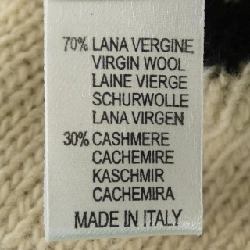 70% LANA VERGINE
VIRGIN WOOL
LAINE VIERGE
SCHURWOLLE
LANA VIRGEN
30% CASHMERE
CACHEMIRE
KASCHMIR
CACHEMIRA
MADE IN ITALY